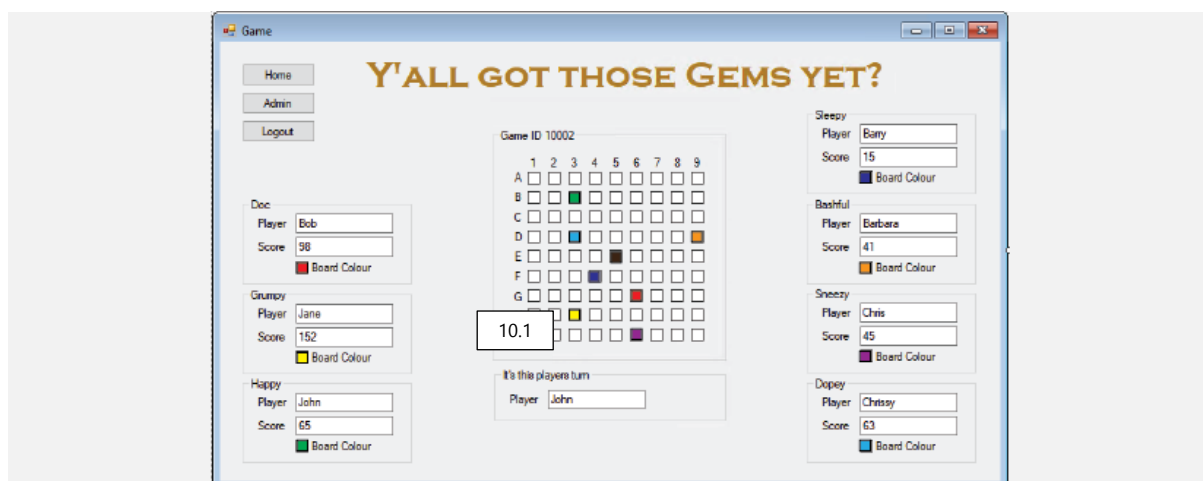 Game
Y'ALL GOT THOSE GEMS YET?
Home
Admin
Logout
Doc
Player Bob
Score 98
Board Colour
Grumpy
Player Jane
Score 152
Board Colour
Happy
Player John
Score 65
Board Colour
Game ID 10002
1 2 3 4 5 6 7 8 9
A
B
C
D
E
F
G
10.1
It's this players turn
Player John
Sleepy
Player Barry
Score 15
Board Colour
Bashful
Player Barbara
Score 41
Board Colour
Sneezy
Player Chris
Score 45
Board Colour
Dopey
Player Chrissy
Score 63
Board Colour